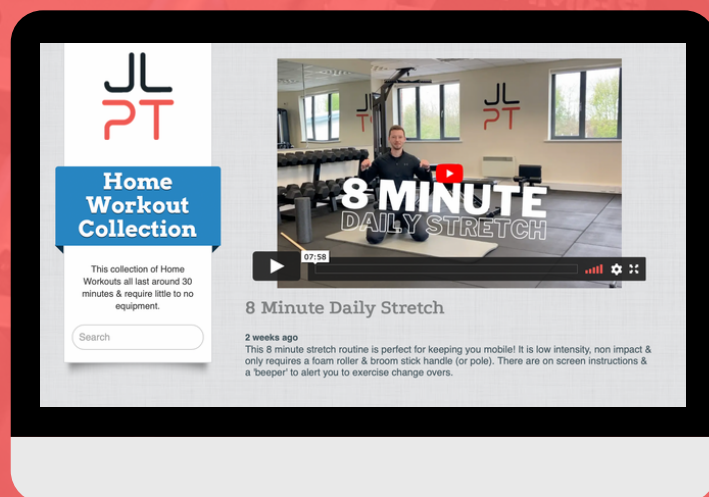 JL
PT
Home
Workout
Collection
This collection of Home
Workouts all last around 30
minutes & require little to no
equipment.
Search
JL
PT
8 MINUTE
DAILY STRETCH
07:58
8 Minute Daily Stretch
2 weeks ago
This 8 minute stretch routine is perfect for keeping you mobile! It is low intensity, non impact &
only requires a foam roller & broom stick handle (or pole). There are on screen instructions &
a 'beeper' to alert you to exercise change overs.